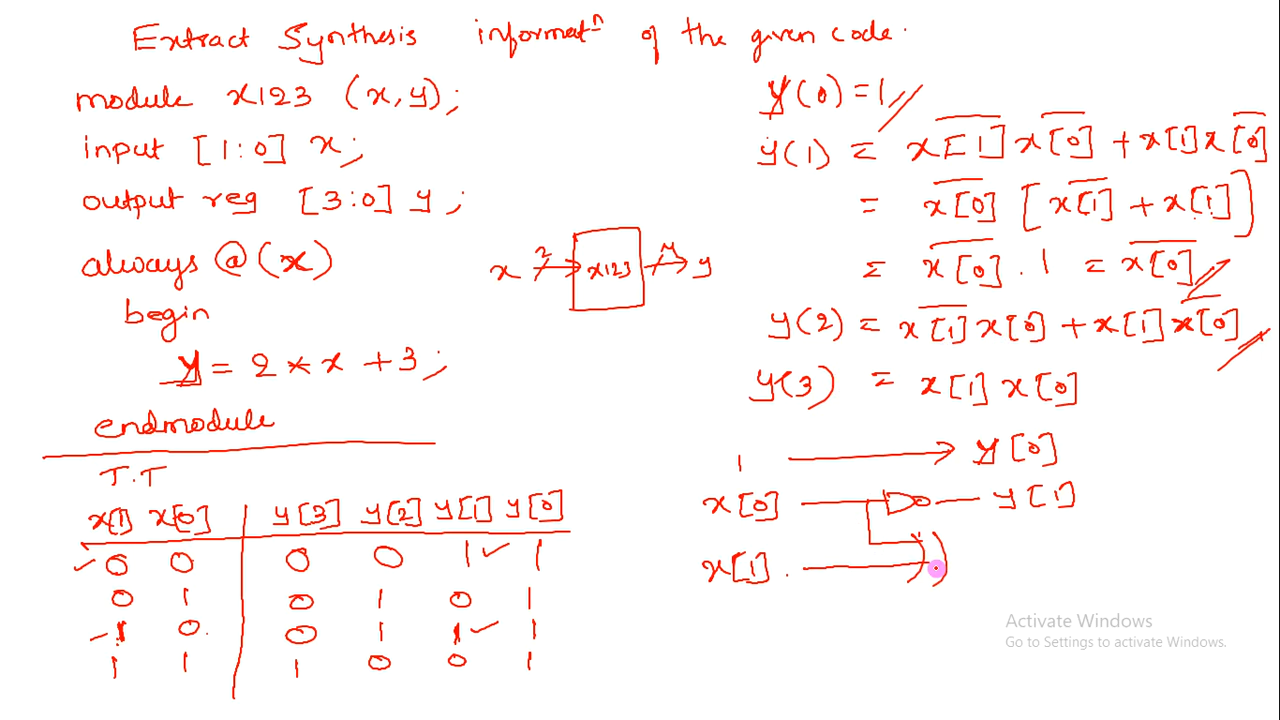 Extract Synthesis informatⁿ of the given code.
module x123 (x,y);
input [1:0] x;
output reg [3:0] y;
always @(x)
begin
y = 2 * x + 3;
endmodule
x 2 x123 4 y
T.T
x[1] x[0] y[3] y[2] y[1] y[0]
✓ 0 0 0 0 1 ✓ 1
0 1 0 1 0 1
✓ 1 0 0 1 1 ✓ 1
1 1 1 0 0 1
y(0) = 1 //
y(1) = x̅[̅1̅]̅ x̅[̅0̅]̅ + x[1] x̅[̅0̅]̅
= x̅[̅0̅]̅ [ x̅[̅1̅]̅ + x[1] ]
= x̅[̅0̅]̅ . 1 = x̅[̅0̅]̅ //
y(2) = x̅[̅1̅]̅ x[0] + x[1] x̅[̅0̅]̅ //
y(3) = x[1] x[0]
1 → y[0]
x[0] y[1]
x[1] .
Activate Windows
Go to Settings to activate Windows.